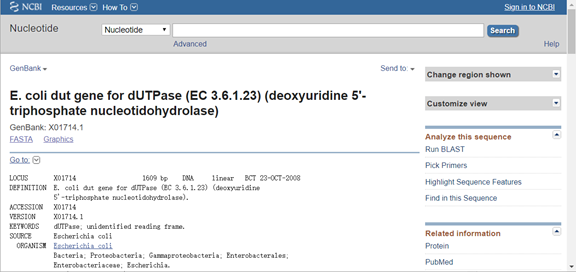 NCBI Resources How To Sign in to NCBI
Nucleotide Nucleotide Search
Advanced Help
GenBank Send to:
E. coli dut gene for dUTPase (EC 3.6.1.23) (deoxyuridine 5'-
triphosphate nucleotidohydrolase)
GenBank: X01714.1
FASTA Graphics
Go to:
LOCUS X01714 1609 bp DNA linear BCT 23-OCT-2008
DEFINITION E. coli dut gene for dUTPase (EC 3.6.1.23) (deoxyuridine
5'-triphosphate nucleotidohydrolase).
ACCESSION X01714
VERSION X01714.1
KEYWORDS dUTPase; unidentified reading frame.
SOURCE Escherichia coli
ORGANISM Escherichia coli
Bacteria; Proteobacteria; Gammaproteobacteria; Enterobacterales;
Enterobacteriaceae; Escherichia.
Change region shown
Customize view
Analyze this sequence
Run BLAST
Pick Primers
Highlight Sequence Features
Find in this Sequence
Related information
Protein
PubMed